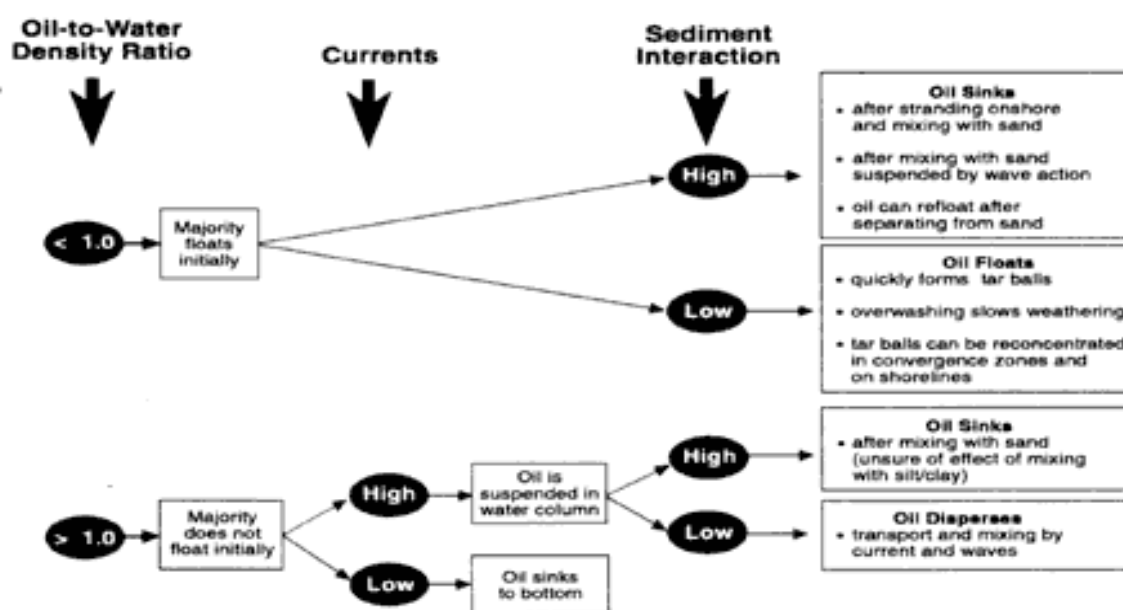 Oil-to-Water
Density Ratio
Currents
Sediment
Interaction
< 1.0
Majority
floats
initially
High
Oil Sinks
• after stranding onshore
and mixing with sand
• after mixing with sand
suspended by wave action
• oil can refloat after
separating from sand
Low
Oil Floats
• quickly forms tar balls
• overwashing slows weathering
• tar balls can be reconcentrated
in convergence zones and
on shorelines
> 1.0
Majority
does not
float initially
High
Oil is
suspended in
water column
High
Oil Sinks
• after mixing with sand
(unsure of effect of mixing
with silt/clay)
Low
Oil Disperses
• transport and mixing by
current and waves
Low
Oil sinks
to bottom